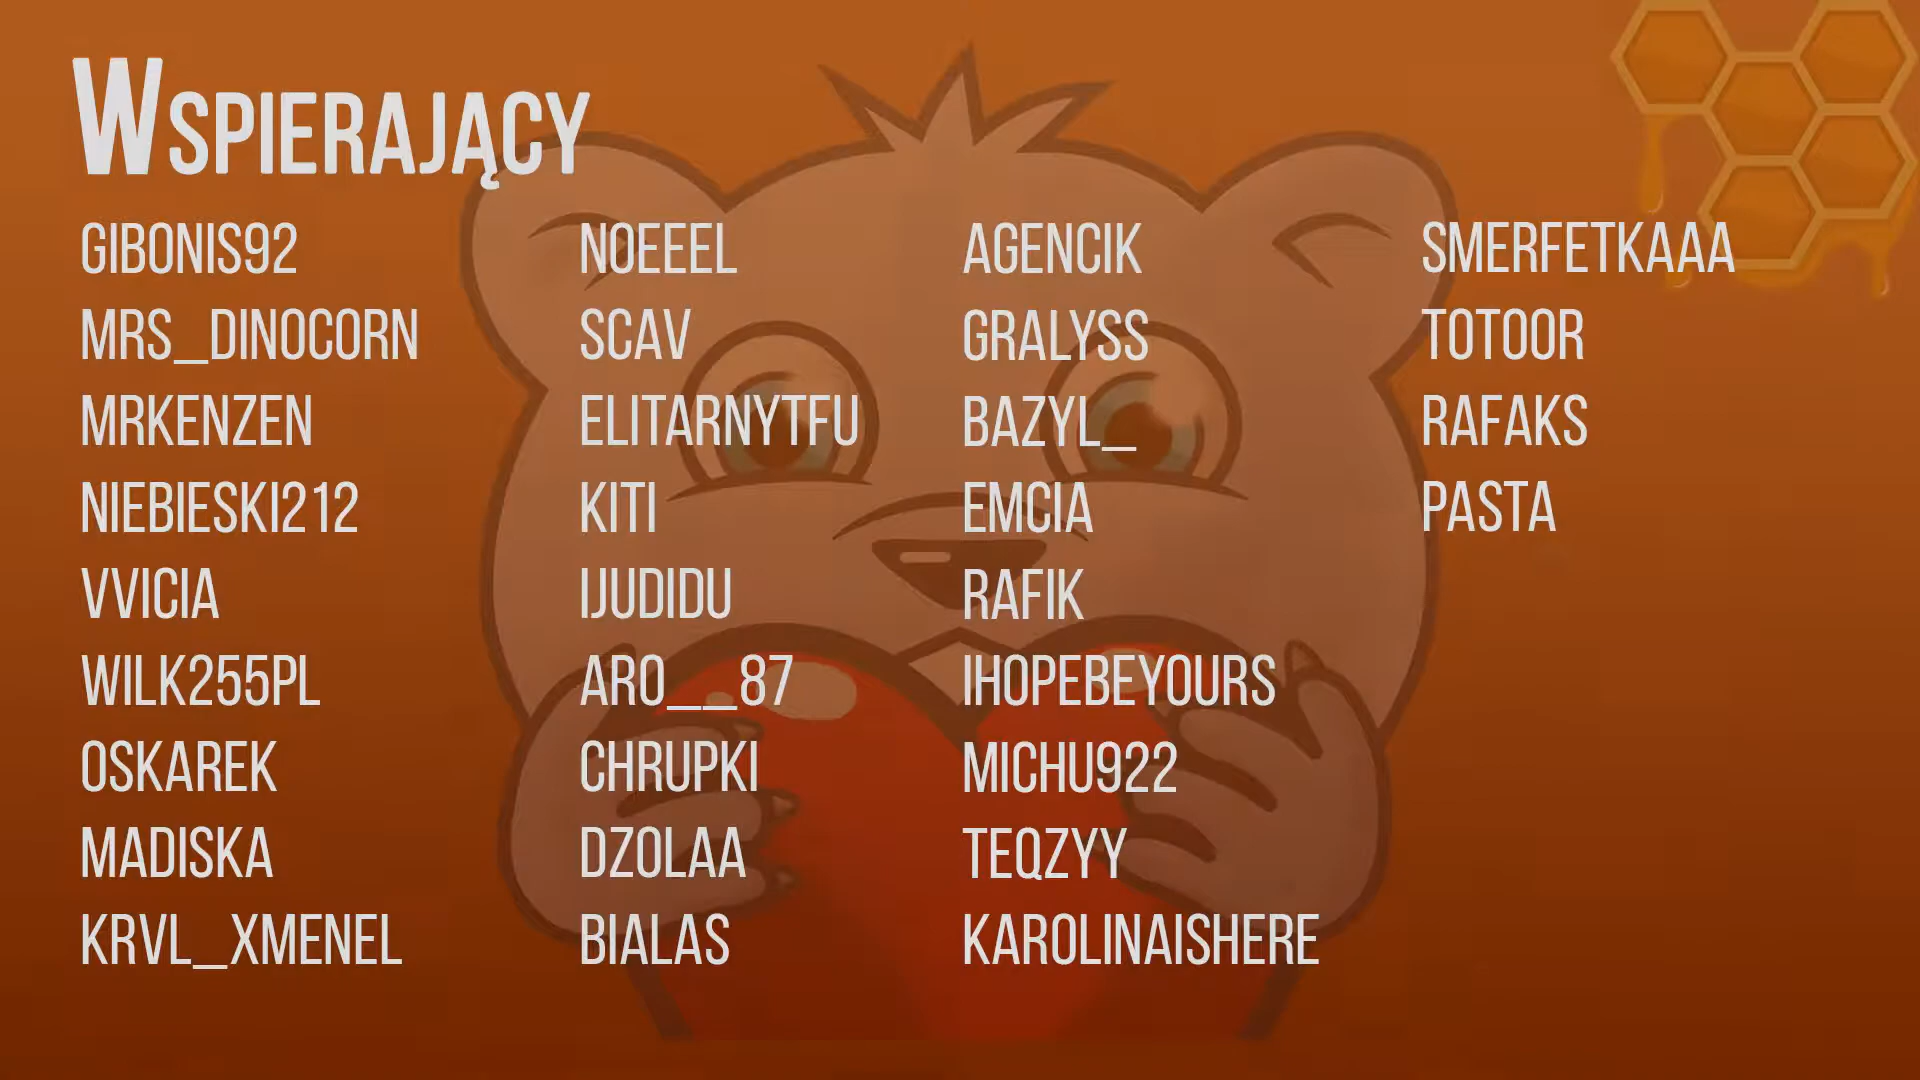 Wspierający
GIBONIS92
MRS_DINOCORN
MRKENZEN
NIEBIESKI212
VVICIA
WILK255PL
OSKAREK
MADISKA
KRVL_XMENEL
NOEEEL
SCAV
ELITARNYTFU
KITI
IJUDIDU
ARO__87
CHRUPKI
DZOLAA
BIALAS
AGENCIK
GRALYSS
BAZYL_
EMCIA
RAFIK
IHOPEBEYOURS
MICHU922
TEQZYY
KAROLINAISHERE
SMERFETKAAA
TOTOOR
RAFAKS
PASTA